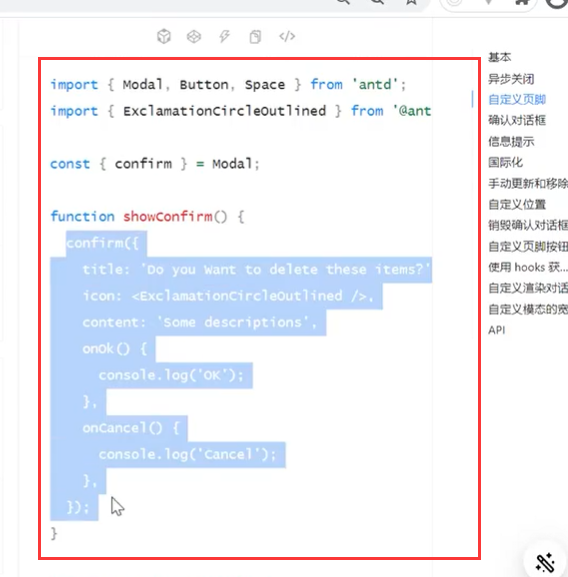 import { Modal, Button, Space } from 'antd';
import { ExclamationCircleOutlined } from '@ant
const { confirm } = Modal;
function showConfirm() {
confirm({
title: 'Do you Want to delete these items?'
icon: <ExclamationCircleOutlined />,
content: 'Some descriptions',
onOk() {
console.log('OK');
},
onCancel() {
console.log('Cancel');
},
});
}
基本
异步关闭
自定义页脚
确认对话框
信息提示
国际化
手动更新和移除
自定义位置
销毁确认对话框
自定义页脚按钮
使用 hooks 获...
自定义渲染对话
自定义模态的宽
API